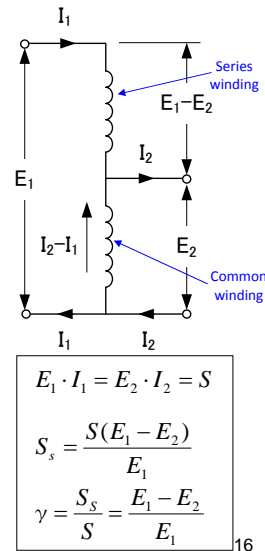 I₁
Series
winding
E₁–E₂
I₂
E₁
I₂–I₁
E₂
Common
winding
I₁
I₂
E₁ · I₁ = E₂ · I₂ = S
Sₛ = S(E₁ − E₂) / E₁
γ = S_S / S = (E₁ − E₂) / E₁
16